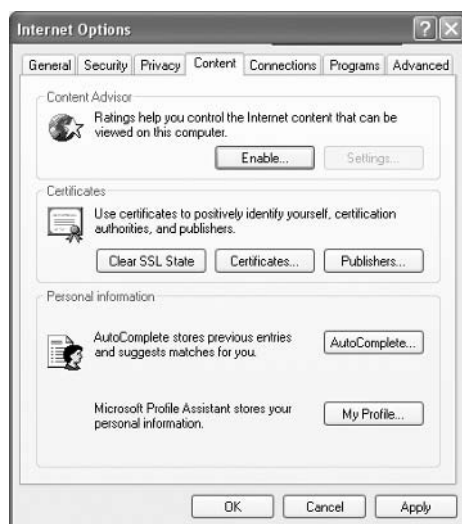 Internet Options
General Security Privacy Content Connections Programs Advanced
Content Advisor
Ratings help you control the Internet content that can be
viewed on this computer.
Enable... Settings...
Certificates
Use certificates to positively identify yourself, certification
authorities, and publishers.
Clear SSL State Certificates... Publishers...
Personal information
AutoComplete stores previous entries
and suggests matches for you.
AutoComplete...
Microsoft Profile Assistant stores your
personal information.
My Profile...
OK Cancel Apply